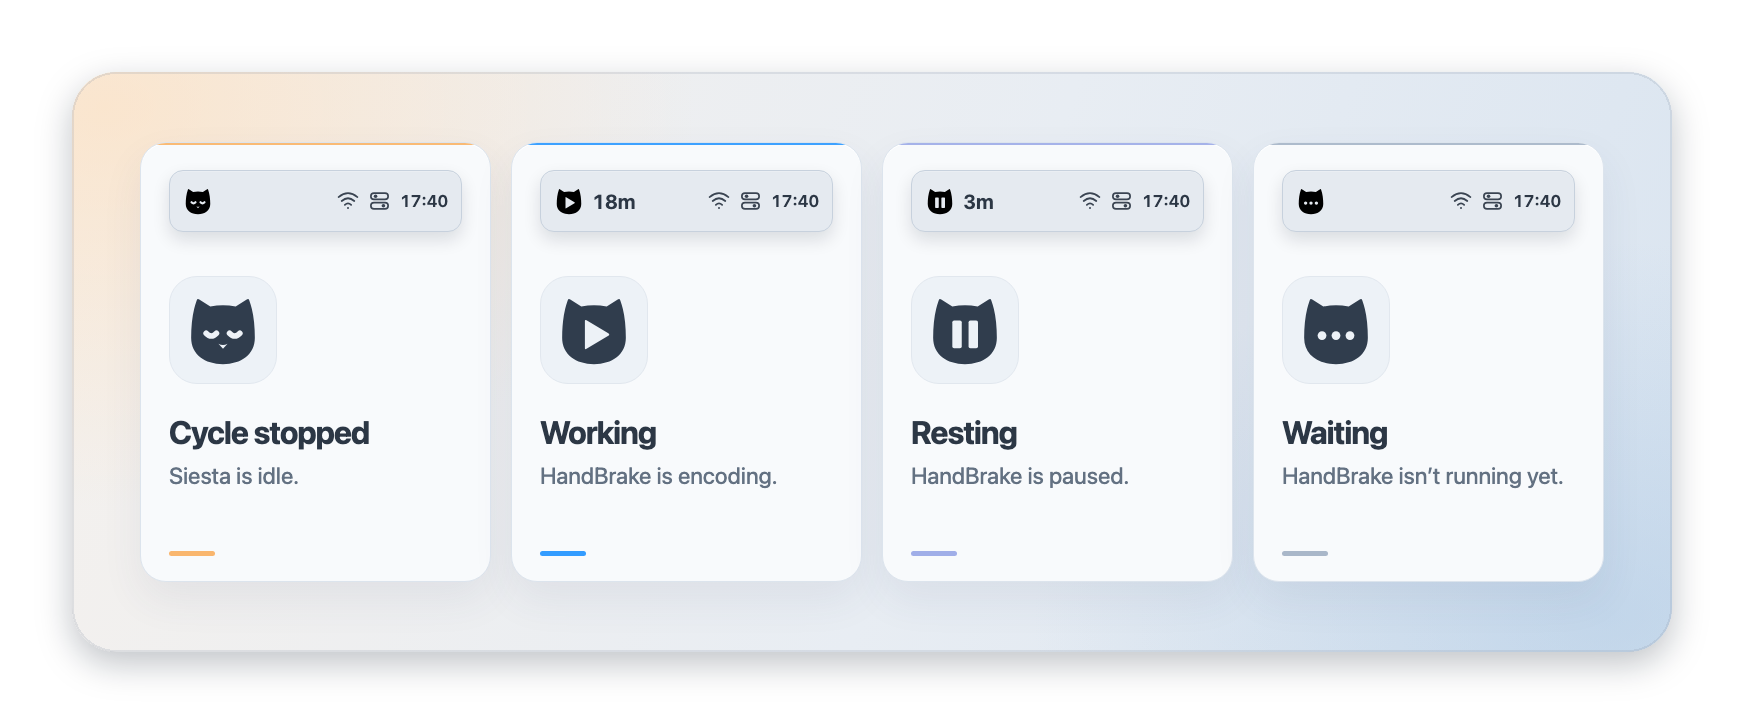 17:40
Cycle stopped
Siesta is idle.
18m 17:40
Working
HandBrake is encoding.
3m 17:40
Resting
HandBrake is paused.
17:40
Waiting
HandBrake isn’t running yet.